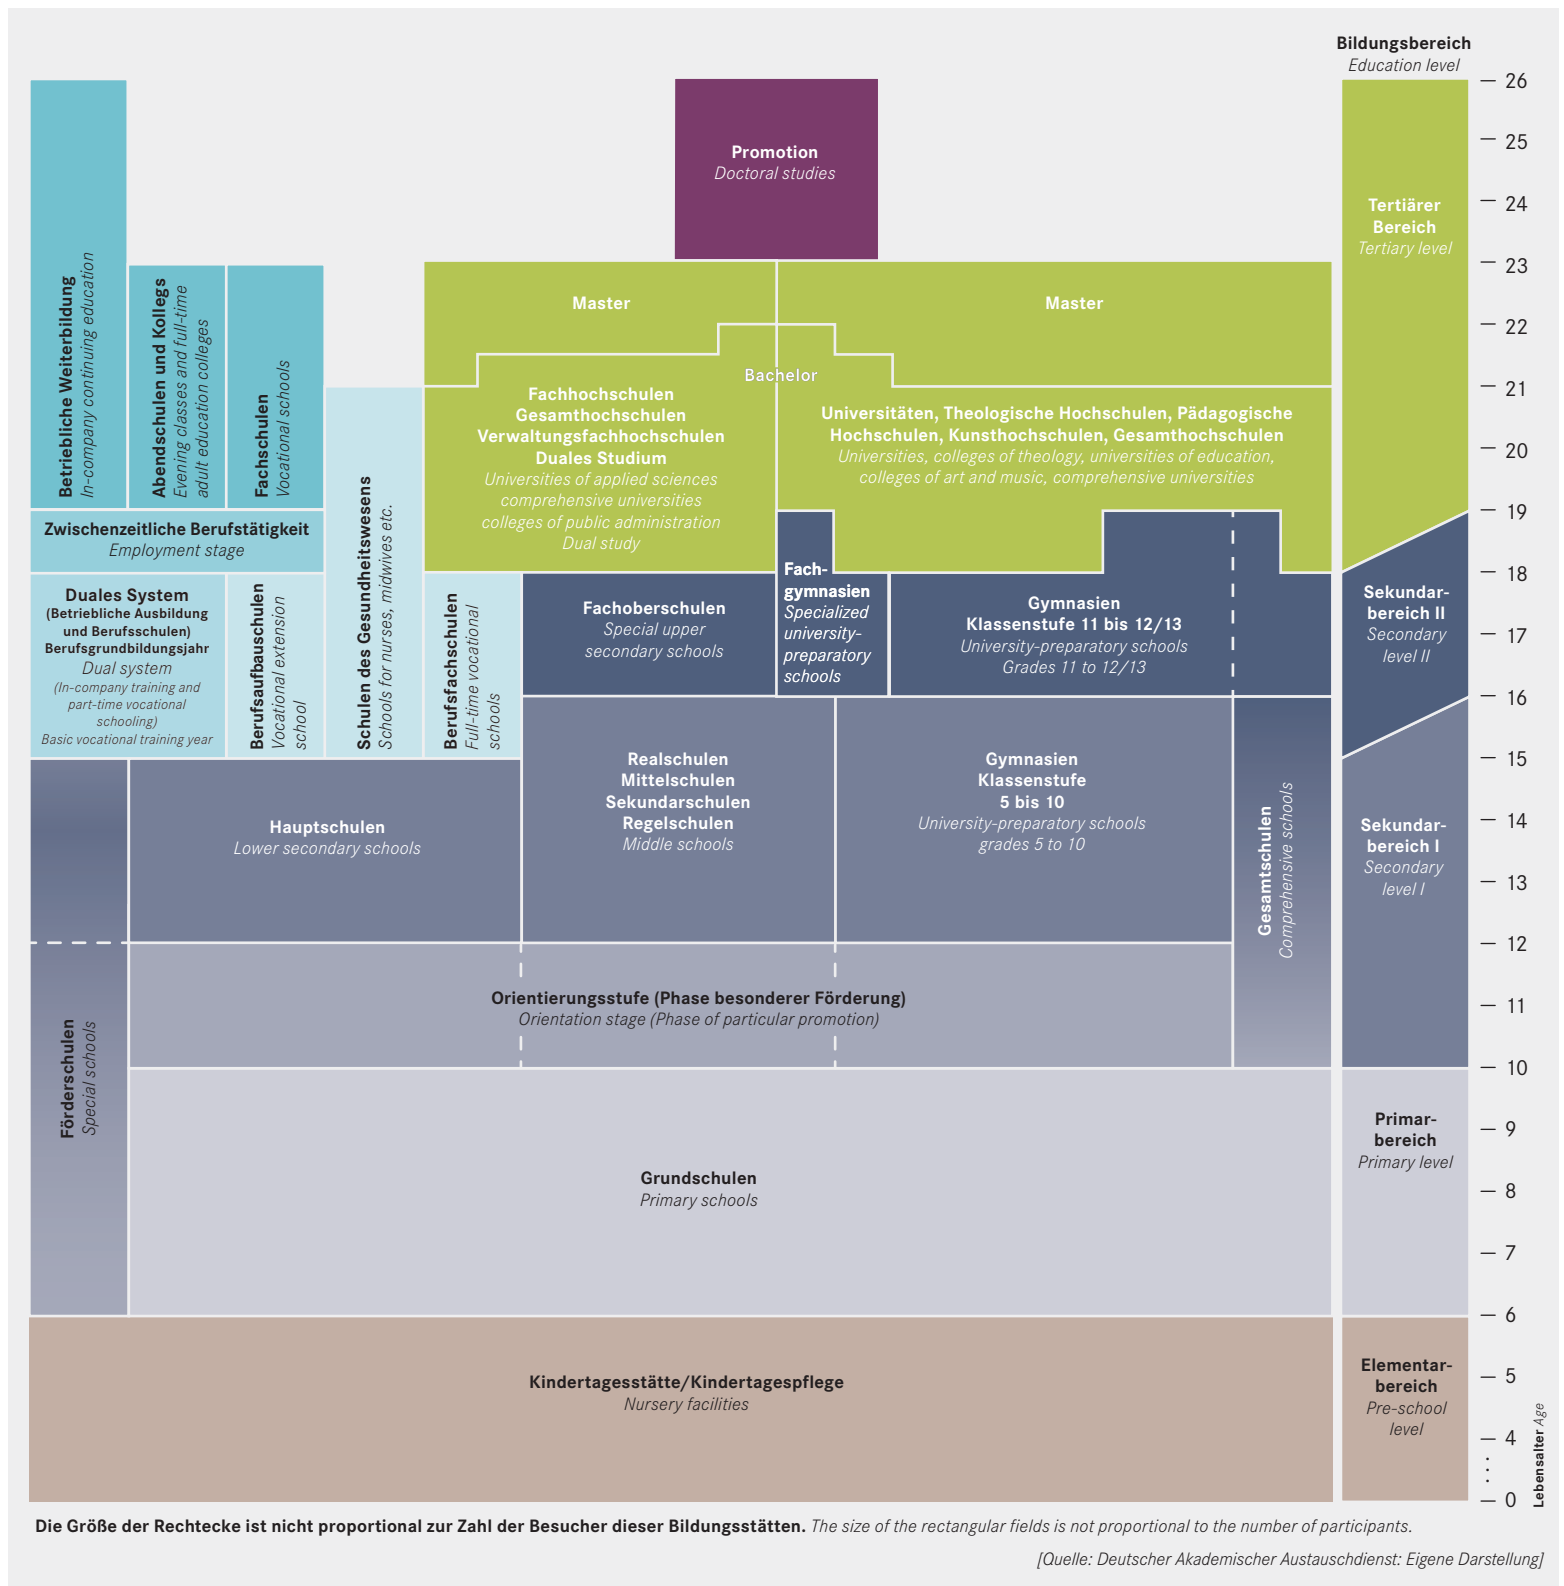 Bildungsbereich
Education level
26
25
24
23
22
21
20
19
18
17
16
15
14
13
12
11
10
9
8
7
6
5
4
0
Lebensalter Age
Promotion
Doctoral studies
Tertiärer
Bereich
Tertiary level
Betriebliche Weiterbildung
In-company continuing education
Abendschulen und Kollegs
Evening classes and full-time
adult education colleges
Fachschulen
Vocational schools
Master
Master
Bachelor
Fachhochschulen
Gesamthochschulen
Verwaltungsfachhochschulen
Duales Studium
Universities of applied sciences
comprehensive universities
colleges of public administration
Dual study
Universitäten, Theologische Hochschulen, Pädagogische
Hochschulen, Kunsthochschulen, Gesamthochschulen
Universities, colleges of theology, universities of education,
colleges of art and music, comprehensive universities
Zwischenzeitliche Berufstätigkeit
Employment stage
Duales System
(Betriebliche Ausbildung
und Berufsschulen)
Berufsgrundbildungsjahr
Dual system
(In-company training and
part-time vocational
schooling)
Basic vocational training year
Berufsaufbauschulen
Vocational extension
school
Schulen des Gesundheitswesens
Schools for nurses, midwives etc.
Berufsfachschulen
Full-time vocational
schools
Fachoberschulen
Special upper
secondary schools
Fach-
gymnasien
Specialized
university-
preparatory
schools
Gymnasien
Klassenstufe 11 bis 12/13
University-preparatory schools
Grades 11 to 12/13
Sekundar-
bereich II
Secondary
level II
Hauptschulen
Lower secondary schools
Realschulen
Mittelschulen
Sekundarschulen
Regelschulen
Middle schools
Gymnasien
Klassenstufe
5 bis 10
University-preparatory schools
grades 5 to 10
Gesamtschulen
Comprehensive schools
Sekundar-
bereich I
Secondary
level I
Orientierungsstufe (Phase besonderer Förderung)
Orientation stage (Phase of particular promotion)
Förderschulen
Special schools
Grundschulen
Primary schools
Primar-
bereich
Primary level
Kindertagesstätte/Kindertagespflege
Nursery facilities
Elementar-
bereich
Pre-school
level
Die Größe der Rechtecke ist nicht proportional zur Zahl der Besucher dieser Bildungsstätten. The size of the rectangular fields is not proportional to the number of participants.
[Quelle: Deutscher Akademischer Austauschdienst: Eigene Darstellung]